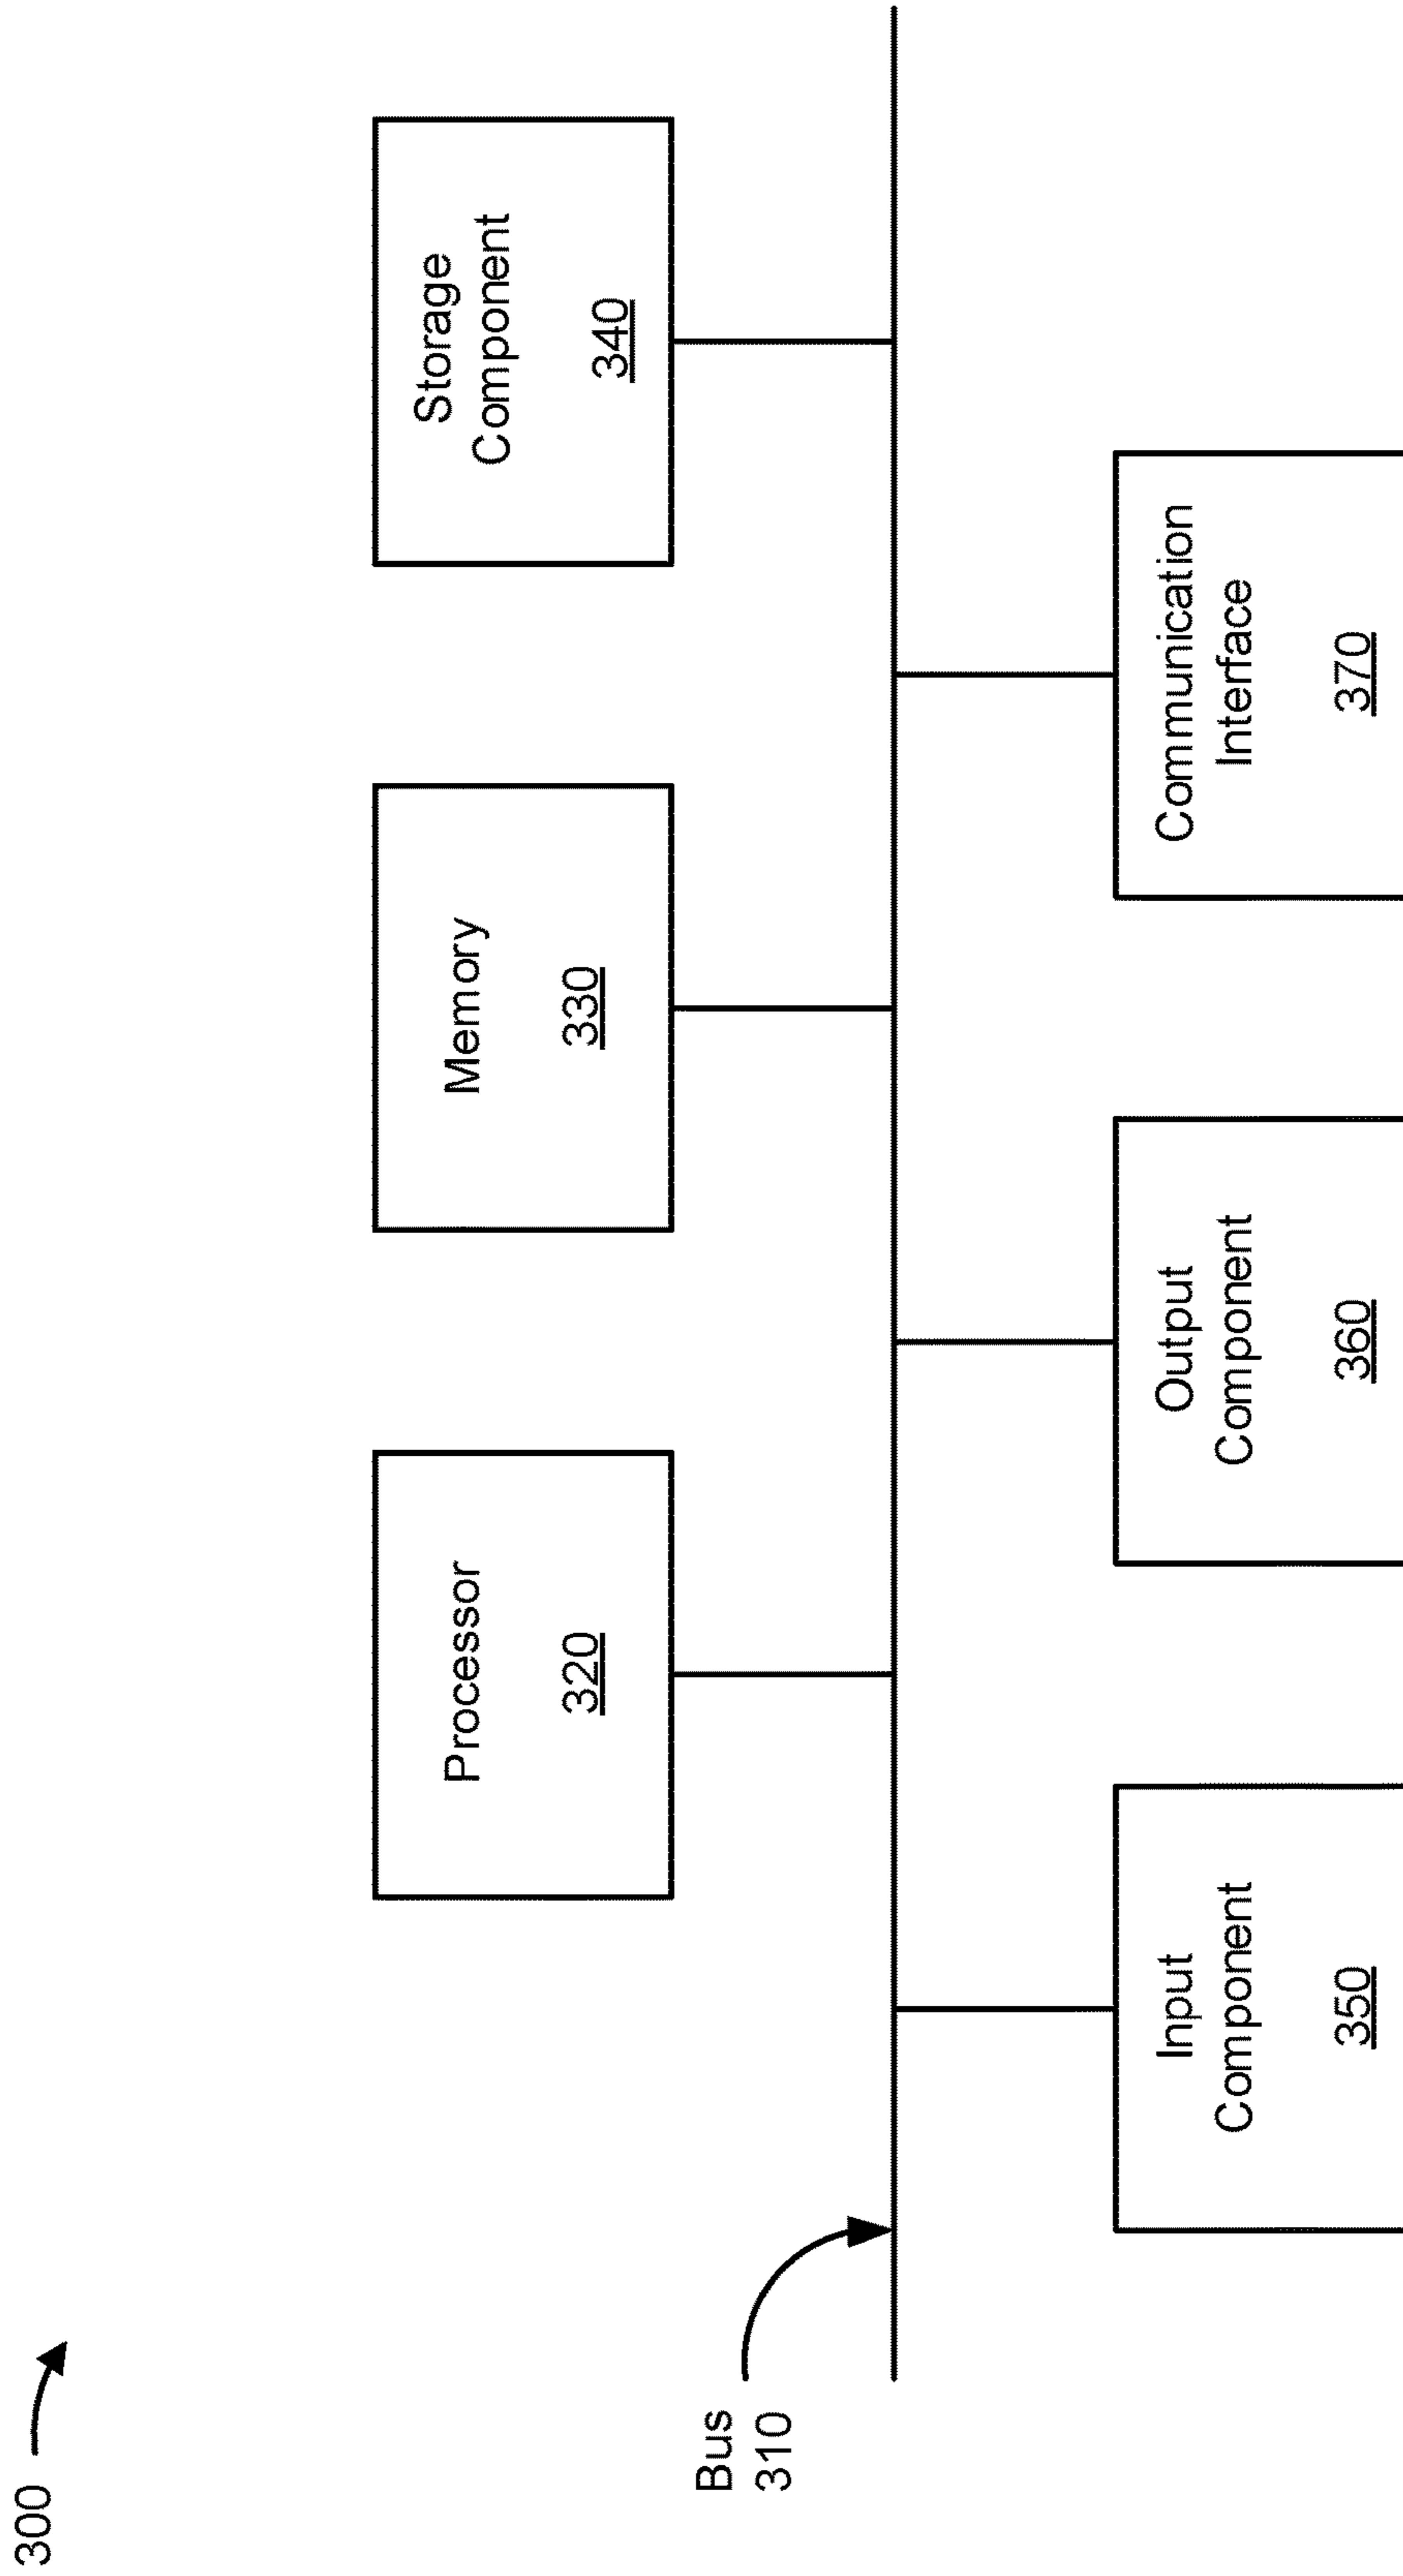 300
Processor
320
Memory
330
Storage
Component
340
Bus
310
Input
Component
350
Output
Component
360
Communication
Interface
370